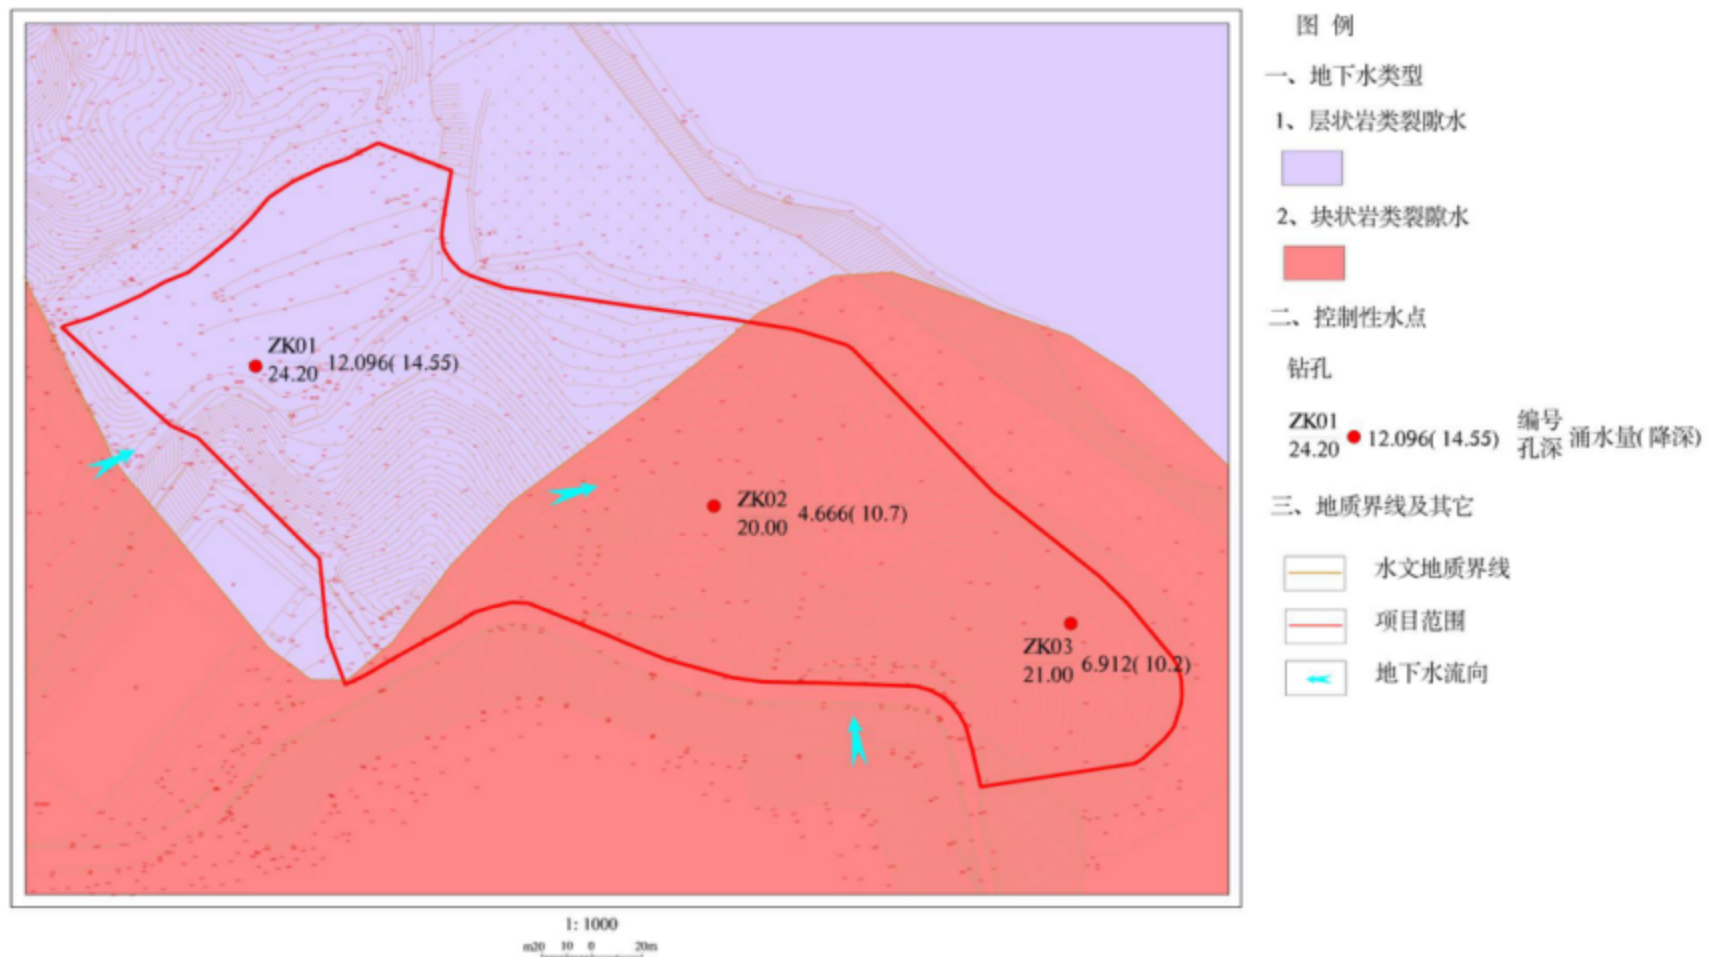 图 例
一、地下水类型
1、层状岩类裂隙水
2、块状岩类裂隙水
二、控制性水点
钻孔
ZK01
24.20
12.096( 14.55)
编号
孔深
涌水量( 降深)
三、地质界线及其它
水文地质界线
项目范围
地下水流向
ZK01
24.20
12.096( 14.55)
ZK02
20.00
4.666( 10.7)
ZK03
21.00
6.912( 10.2)
1: 1000
m20 10 0 20m